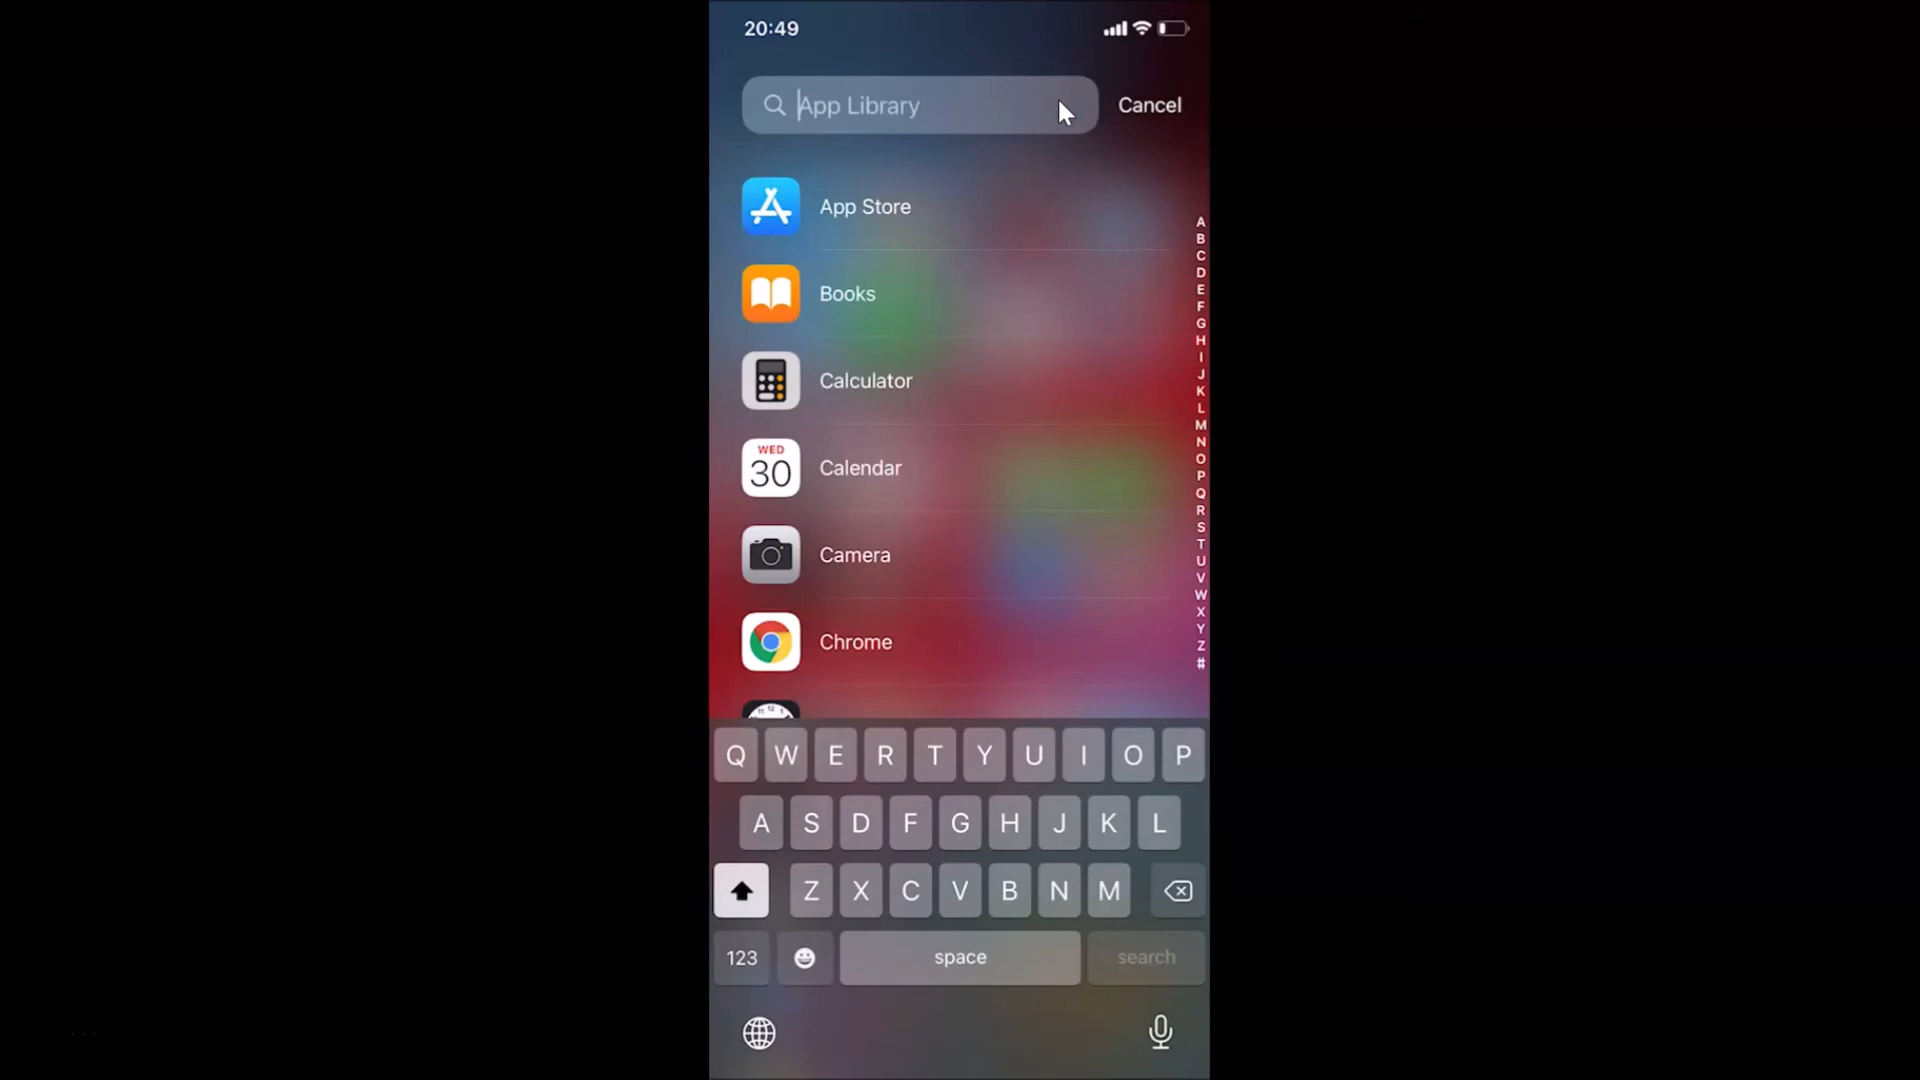 20:49
App Library
Cancel
App Store
Books
Calculator
WED
30
Calendar
Camera
Chrome
A
B
C
D
E
F
G
H
I
J
K
L
M
N
O
P
Q
R
S
T
U
V
W
X
Y
Z
#
Q W E R T Y U I O P
A S D F G H J K L
Z X C V B N M
123
space
search